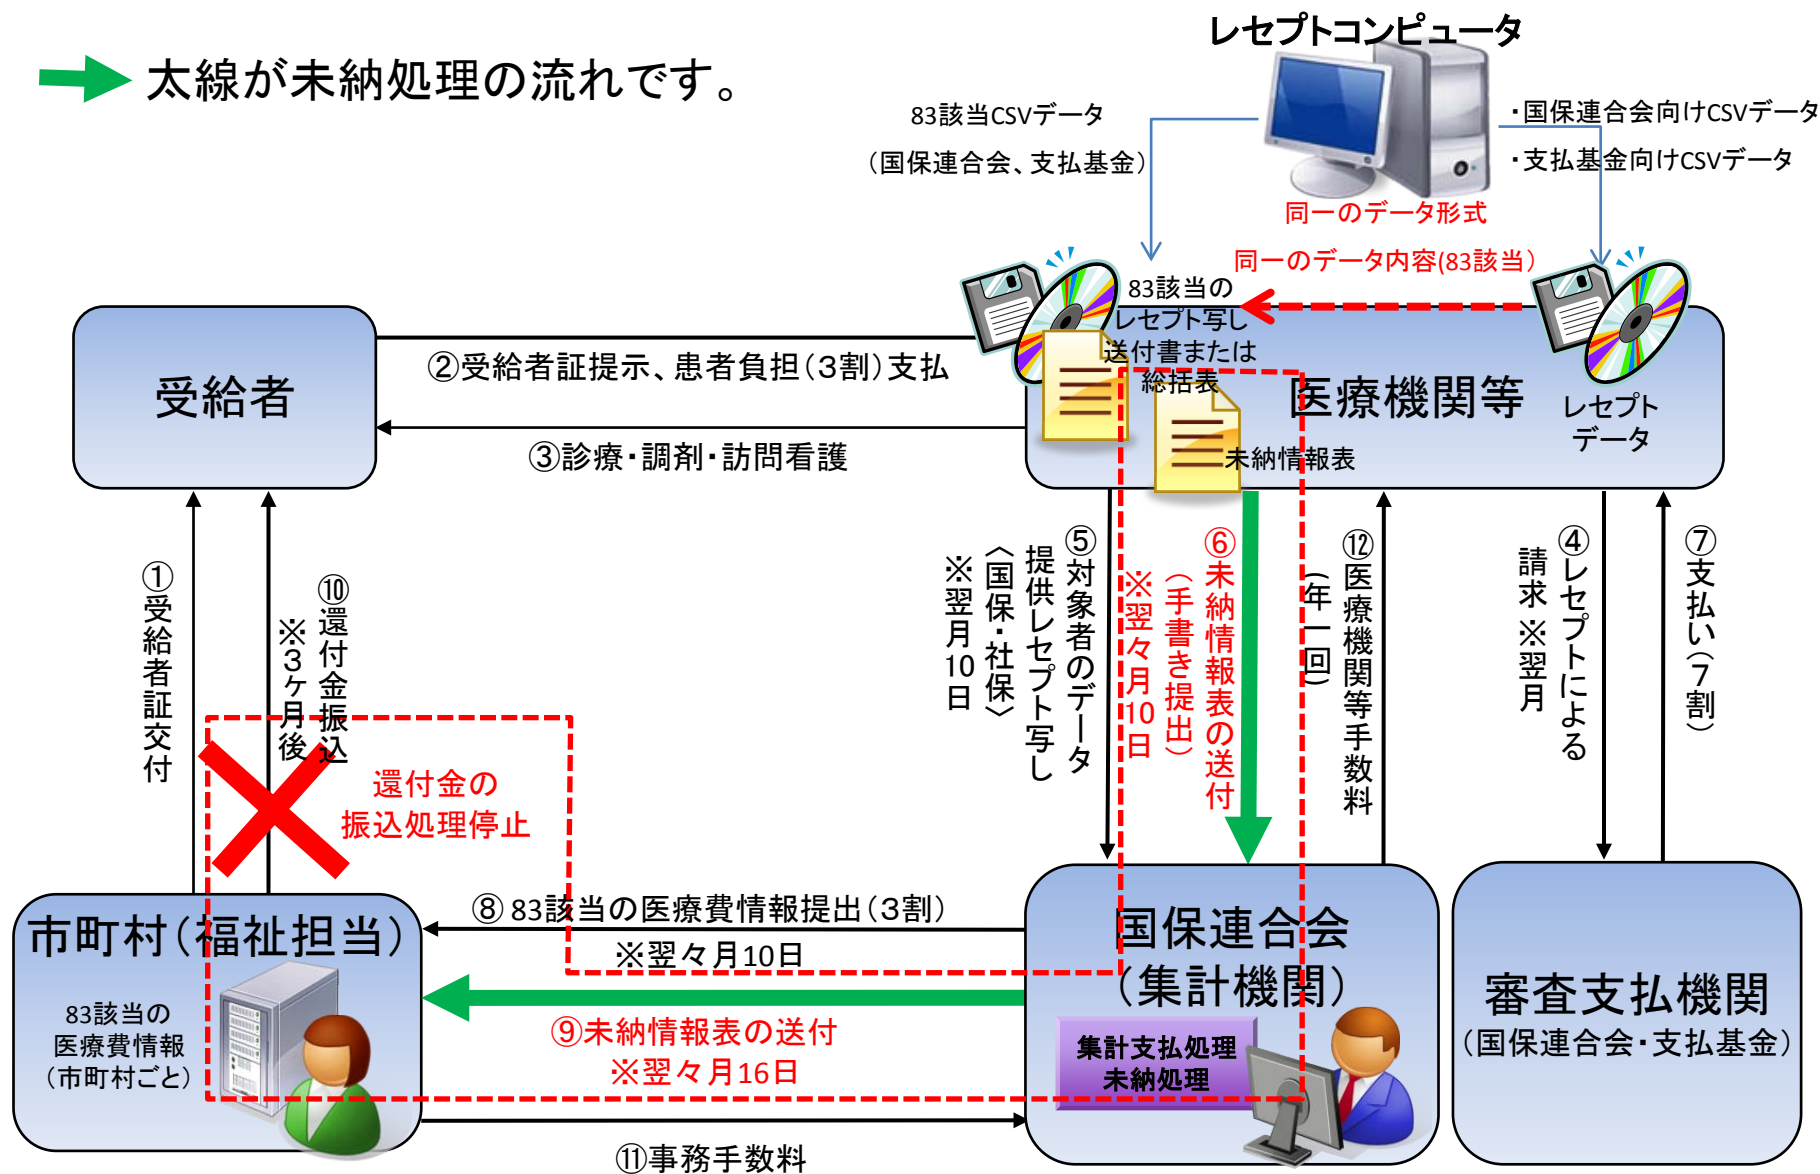 レセプトコンピュータ
太線が未納処理の流れです。
83該当CSVデータ
（国保連合会、支払基金）
・国保連合会向けCSVデータ
・支払基金向けCSVデータ
同一のデータ形式
同一のデータ内容(83該当）
83該当の
レセプト写し
送付書または
総括表
受給者
②受給者証提示、患者負担（３割）支払
③診療・調剤・訪問看護
医療機関等
未納情報表
レセプト
データ
①受給者証交付
⑩還付金振込
※３ヶ月後
還付金の
振込処理停止
⑤対象者のデータ
提供レセプト写し
〈国保・社保〉
※翌月10日
⑥未納情報表の送付
（手書き提出）
※翌々月10日
⑫医療機関等手数料
（年一回）
④レセプトによる
請求※翌月
⑦支払い（７割）
市町村（福祉担当）
83該当の
医療費情報
（市町村ごと）
⑧83該当の医療費情報提出（３割）
※翌々月10日
⑨未納情報表の送付
※翌々月16日
⑪事務手数料
国保連合会
（集計機関）
集計支払処理
未納処理
審査支払機関
（国保連合会・支払基金）